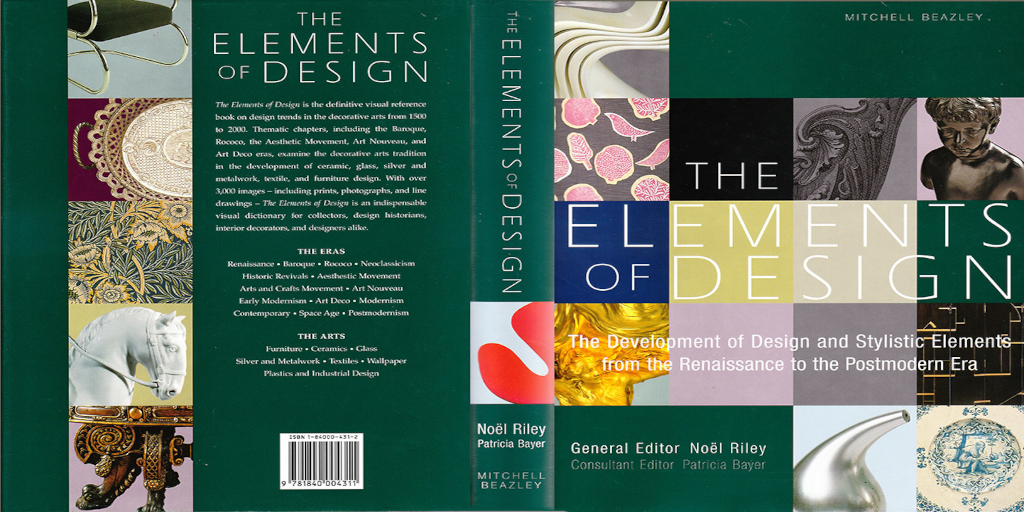 THE
ELEMENTS
OF DESIGN
The Elements of Design is the definitive visual reference
book on design trends in the decorative arts from 1500
to 2000. Thematic chapters, including the Baroque,
Rococo, the Aesthetic Movement, Art Nouveau, and
Art Deco eras, examine the decorative arts tradition
in the development of ceramic, glass, silver and
metalwork, textile, and furniture design. With over
3,000 images – including prints, photographs, and line
drawings – The Elements of Design is an indispensable
visual dictionary for collectors, design historians,
interior decorators, and designers alike.
THE ERAS
Renaissance • Baroque • Rococo • Neoclassicism
Historic Revivals • Aesthestic Movement
Arts and Crafts Movement • Art Nouveau
Early Modernism • Art Deco • Modernism
Contemporary • Space Age • Postmodernism
THE ARTS
Furniture • Ceramics • Glass
Silver and Metalwork • Textiles • Wallpaper
Plastics and Industrial Design
ISBN 1-84000-431-2
9 781840 004311
THE ELEMENTS OF DESIGN
Noël Riley
Patricia Bayer
MITCHELL
BEAZLEY
MITCHELL BEAZLEY
THE
ELEMENTS
OF DESIGN
The Development of Design and Stylistic Elements
from the Renaissance to the Postmodern Era
General Editor Noël Riley
Consultant Editor Patricia Bayer